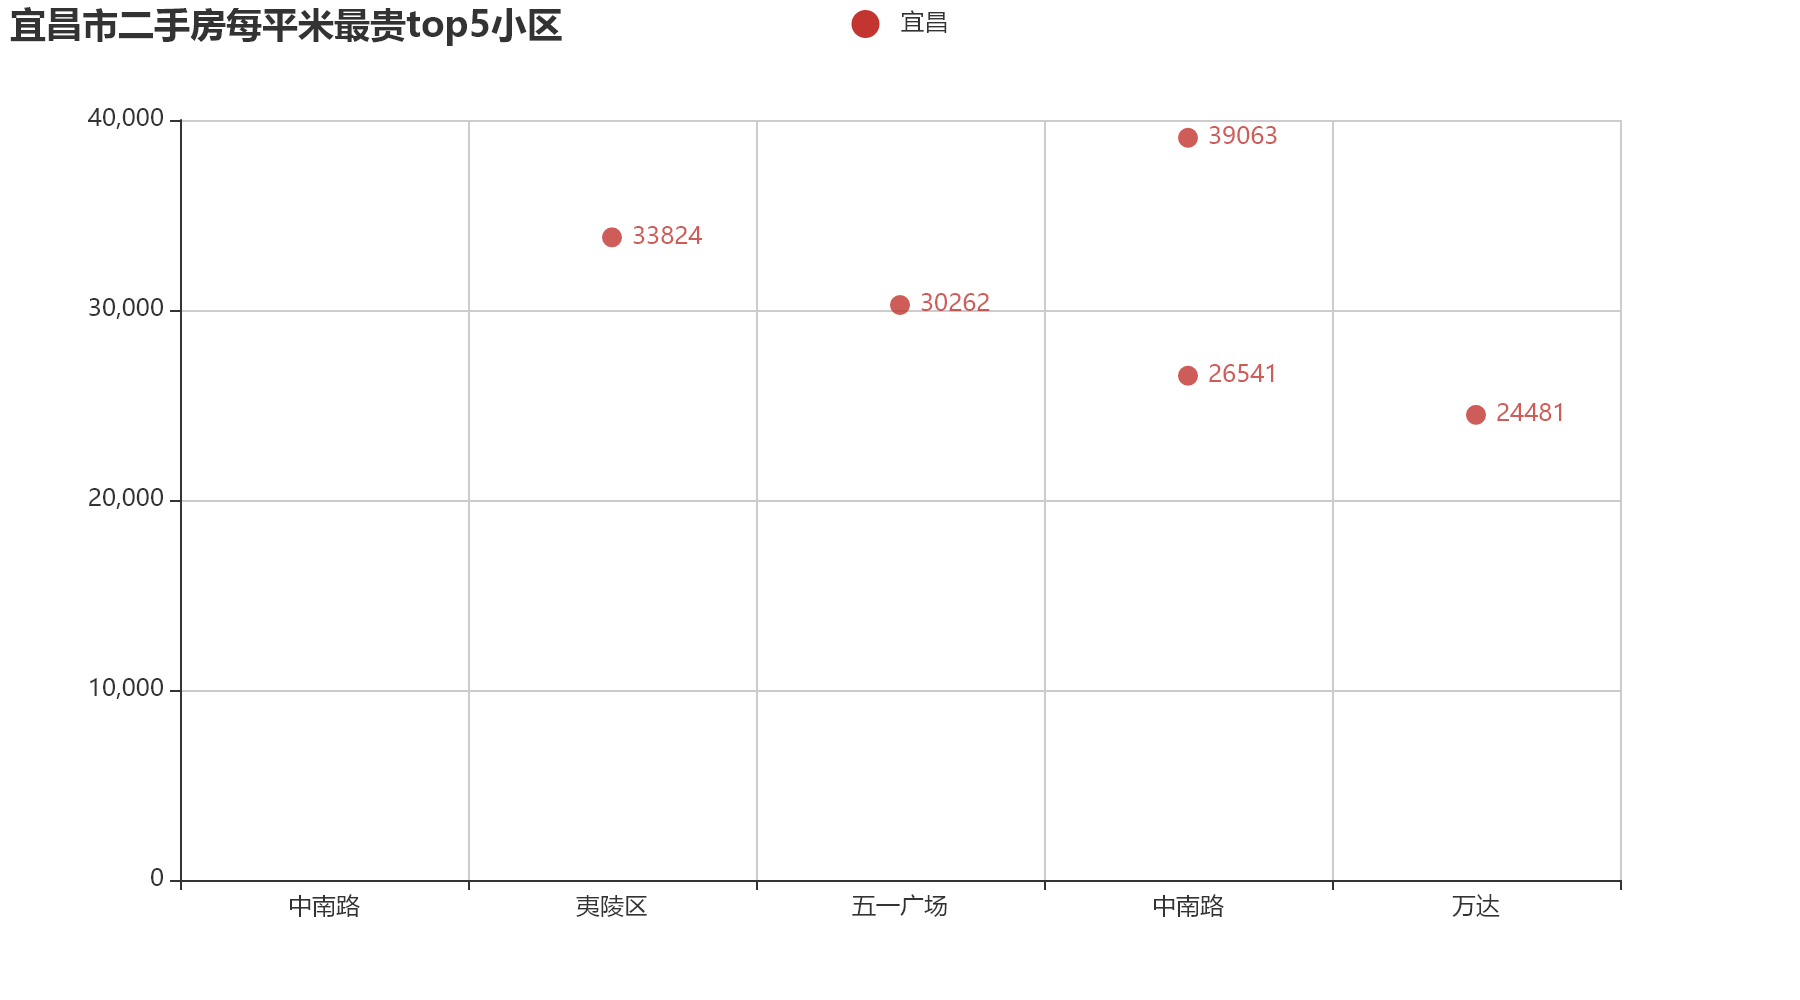 宜昌市二手房每平米最贵top5小区
宜昌
40,000
30,000
20,000
10,000
0
39063
33824
30262
26541
24481
中南路
夷陵区
五一广场
中南路
万达